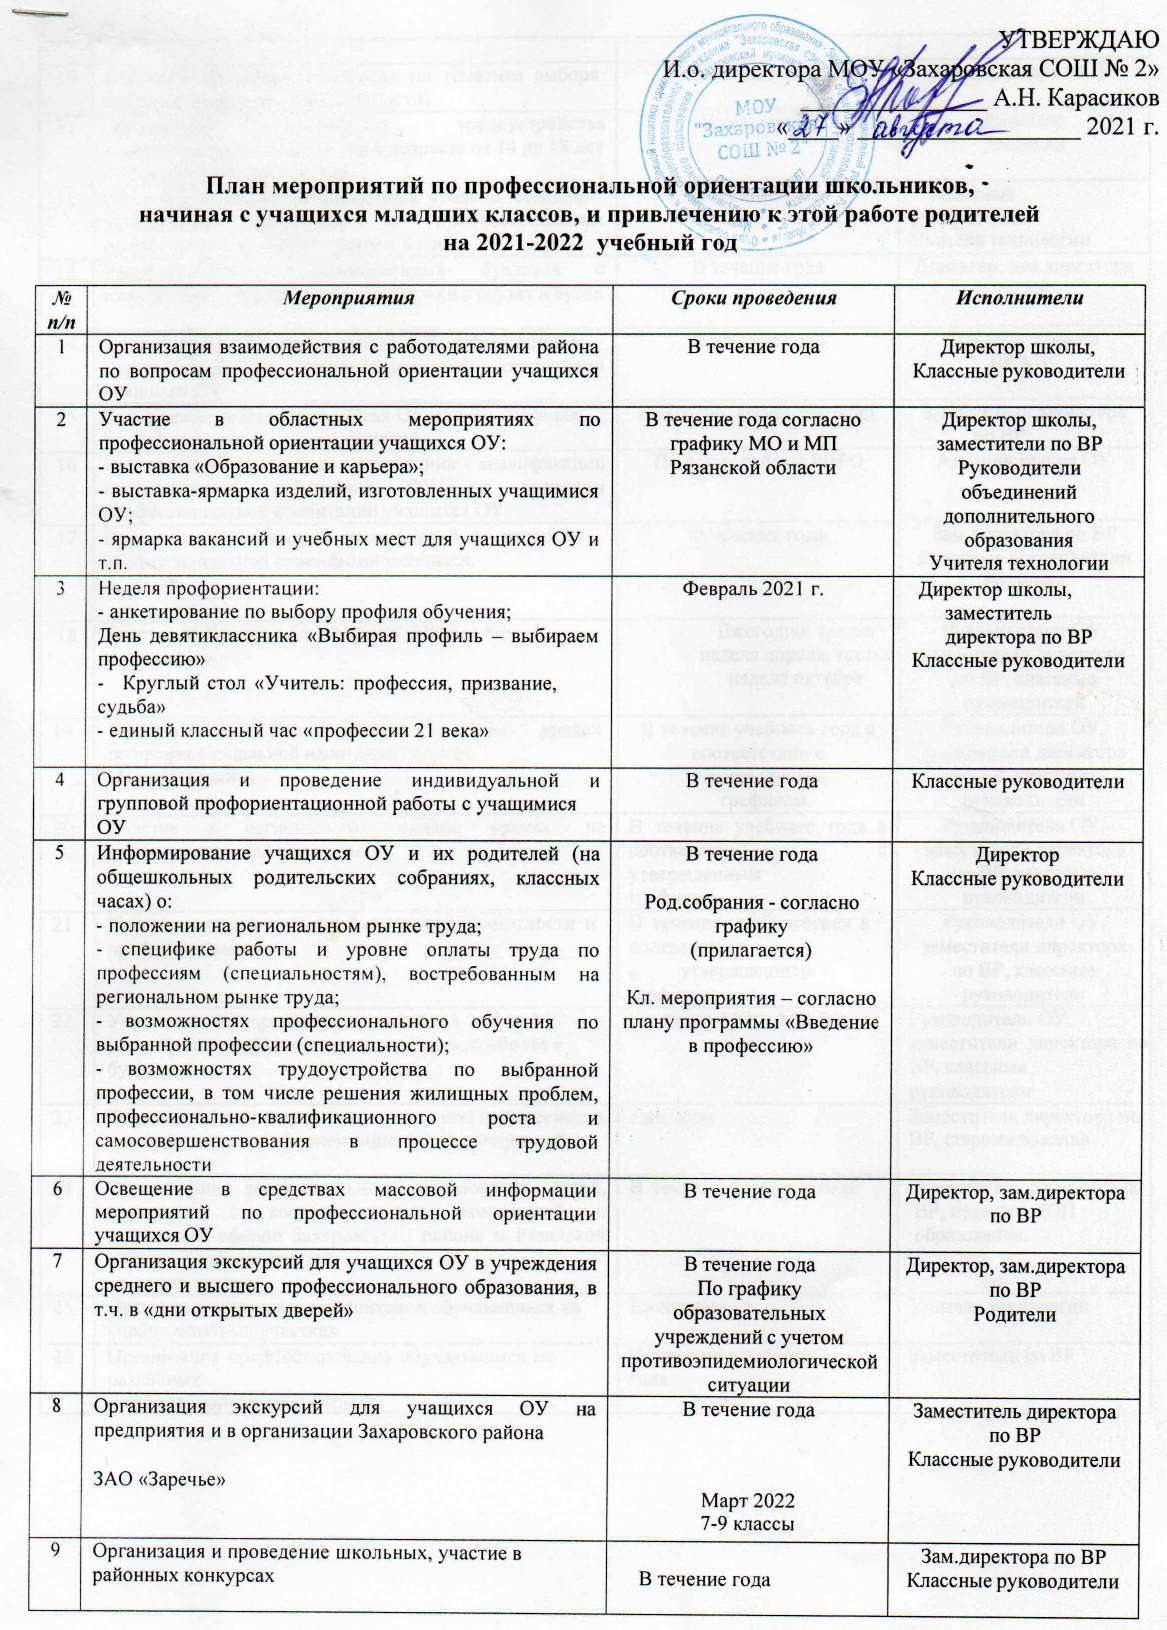 УТВЕРЖДАЮ
И.о. директора МОУ «Захаровская СОШ № 2»
А.Н. Карасиков
«27» августа 2021 г.
МОУ
"Захаровская
СОШ № 2"
План мероприятий по профессиональной ориентации школьников,
начиная с учащихся младших классов, и привлечению к этой работе родителей
на 2021-2022 учебный год
№
п/п
Мероприятия
Сроки проведения
Исполнители
1
Организация взаимодействия с работодателями района
по вопросам профессиональной ориентации учащихся
ОУ
В течение года
Директор школы,
Классные руководители
2
Участие в областных мероприятиях по
профессиональной ориентации учащихся ОУ:
- выставка «Образование и карьера»;
- выставка-ярмарка изделий, изготовленных учащимися
ОУ;
- ярмарка вакансий и учебных мест для учащихся ОУ и
т.п.
В течение года согласно
графику МО и МП
Рязанской области
Директор школы,
заместители по ВР
Руководители
объединений
дополнительного
образования
Учителя технологии
3
Неделя профориентации:
- анкетирование по выбору профиля обучения;
День девятиклассника «Выбирая профиль – выбираем
профессию»
- Круглый стол «Учитель: профессия, призвание,
судьба»
- единый классный час «профессии 21 века»
Февраль 2021 г.
Директор школы,
заместитель
директора по ВР
Классные руководители
4
Организация и проведение индивидуальной и
групповой профориентационной работы с учащимися
ОУ
В течение года
Классные руководители
5
Информирование учащихся ОУ и их родителей (на
общешкольных родительских собраниях, классных
часах) о:
- положении на региональном рынке труда;
- специфике работы и уровне оплаты труда по
профессиям (специальностям), востребованным на
региональном рынке труда;
- возможностях профессионального обучения по
выбранной профессии (специальности);
- возможностях трудоустройства по выбранной
профессии, в том числе решения жилищных проблем,
профессионально-квалификационного роста и
самосовершенствования в процессе трудовой
деятельности
В течение года
Род.собрания - согласно
графику
(прилагается)
Кл. мероприятия – согласно
плану программы «Введение
в профессию»
Директор
Классные руководители
6
Освещение в средствах массовой информации
мероприятий по профессиональной ориентации
учащихся ОУ
В течение года
Директор, зам.директора
по ВР
7
Организация экскурсий для учащихся ОУ в учреждения
среднего и высшего профессионального образования, в
т.ч. в «дни открытых дверей»
В течение года
По графику
образовательных
учреждений с учетом
противоэпидемиологической
ситуации
Директор, зам.директора
по ВР
Родители
8
Организация экскурсий для учащихся ОУ на
предприятия и в организации Захаровского района
ЗАО «Заречье»
В течение года
Март 2022
7-9 классы
Заместитель директора
по ВР
Классные руководители
9
Организация и проведение школьных, участие в
районных конкурсах
В течение года
Зам.директора по ВР
Классные руководители